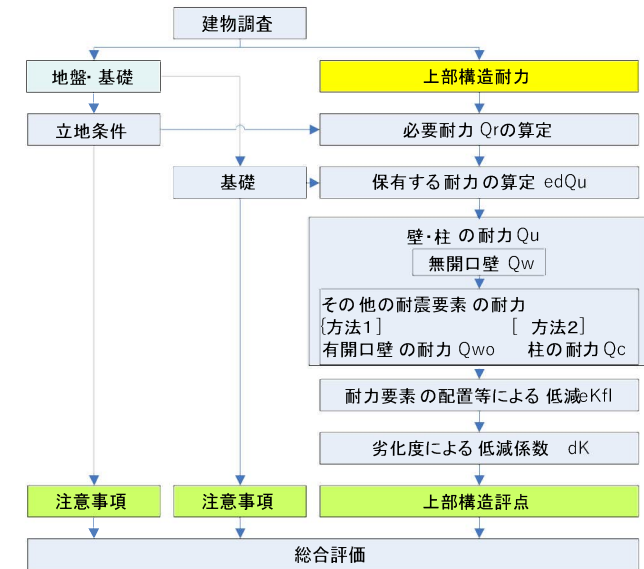 建物調査
地盤・基礎
上部構造耐力
立地条件
必要耐力 Qrの算定
基礎
保有する耐力の算定 edQu
壁・柱 の耐力 Qu
無開口壁 Qw
その他の耐震要素 の耐力
{方法1] [ 方法2]
有開口壁 の耐力 Qwo 柱の耐力 Qc
耐力要素 の配置等による 低減eKfl
劣化度による 低減係数 dK
注意事項
注意事項
上部構造評点
総合評価